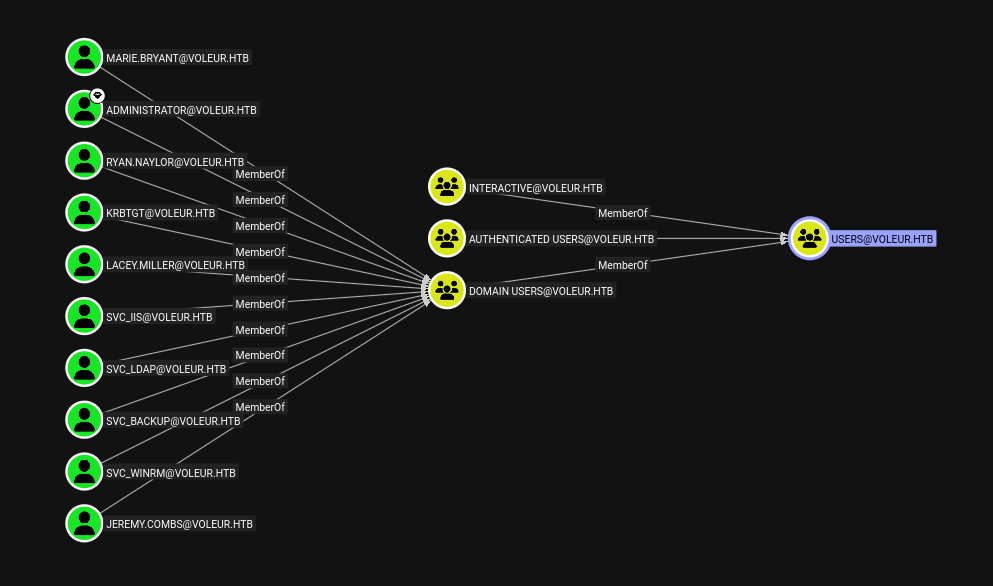 MARIE.BRYANT@VOLEUR.HTB
ADMINISTRATOR@VOLEUR.HTB
RYAN.NAYLOR@VOLEUR.HTB
KRBTGT@VOLEUR.HTB
LACEY.MILLER@VOLEUR.HTB
SVC_IIS@VOLEUR.HTB
SVC_LDAP@VOLEUR.HTB
SVC_BACKUP@VOLEUR.HTB
SVC_WINRM@VOLEUR.HTB
JEREMY.COMBS@VOLEUR.HTB
MemberOf
MemberOf
MemberOf
MemberOf
MemberOf
MemberOf
MemberOf
MemberOf
MemberOf
MemberOf
INTERACTIVE@VOLEUR.HTB
AUTHENTICATED USERS@VOLEUR.HTB
DOMAIN USERS@VOLEUR.HTB
MemberOf
MemberOf
USERS@VOLEUR.HTB